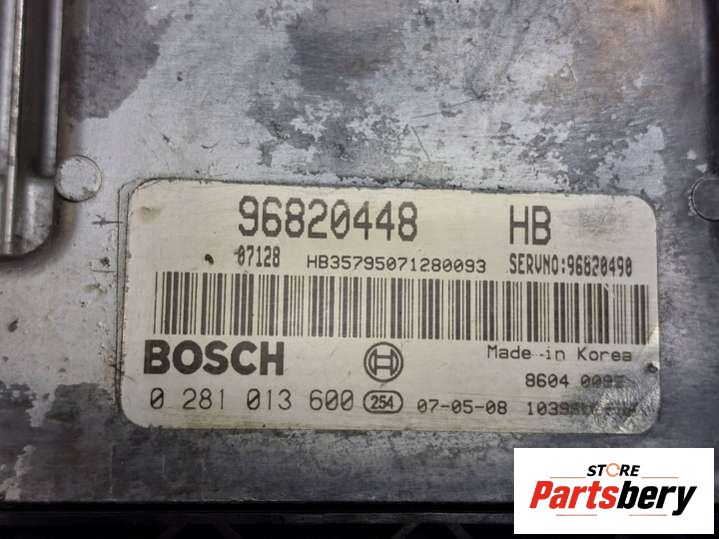 96820448 HB
07128 HB35795071280093 SERVNO:96820490
BOSCH Made in Korea
8604
0 281 013 600 254 07-05-08
STORE
Partsbery